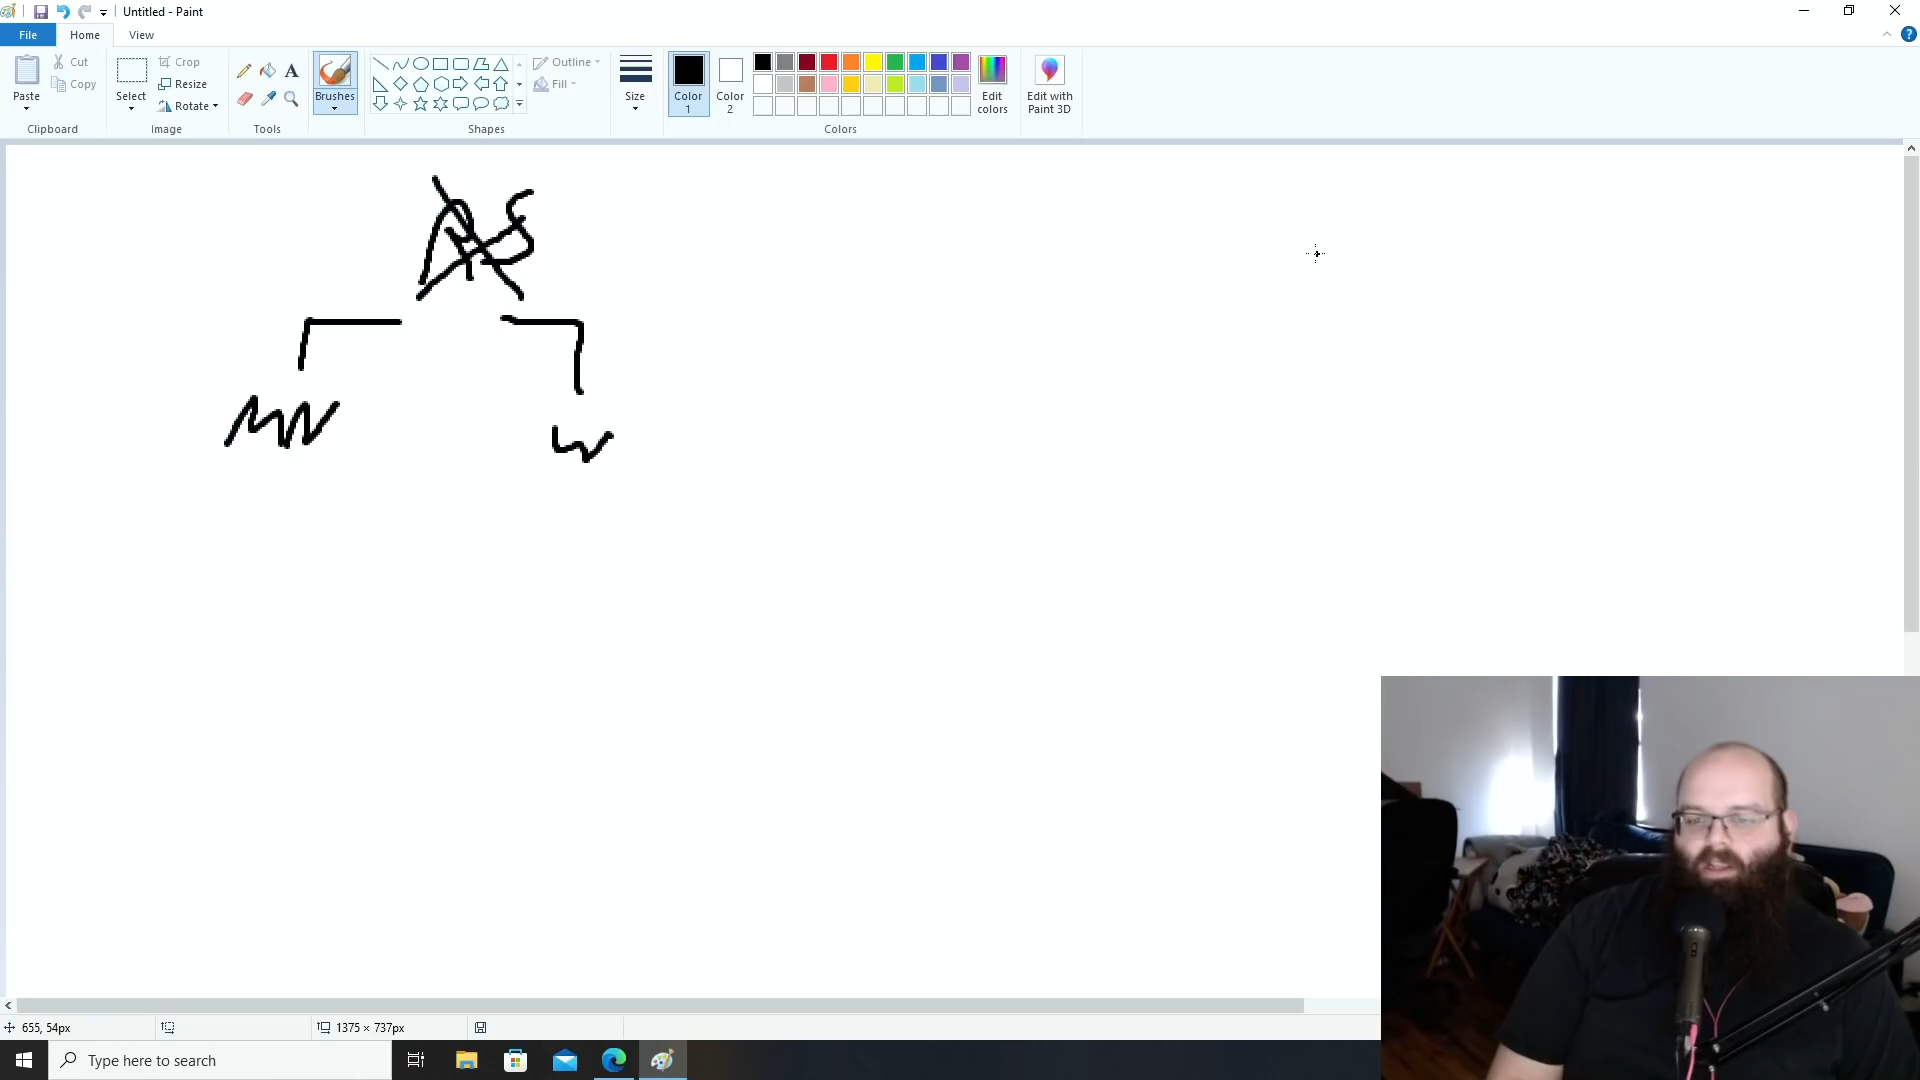 Untitled - Paint
File Home View
Paste Cut Copy Clipboard
Select Crop Resize Rotate Image
Tools
Brushes
Shapes
Outline Fill
Size
Color 1 Color 2 Edit colors Colors
Edit with Paint 3D
AS
MN W
655, 54px 1375 × 737px
Type here to search